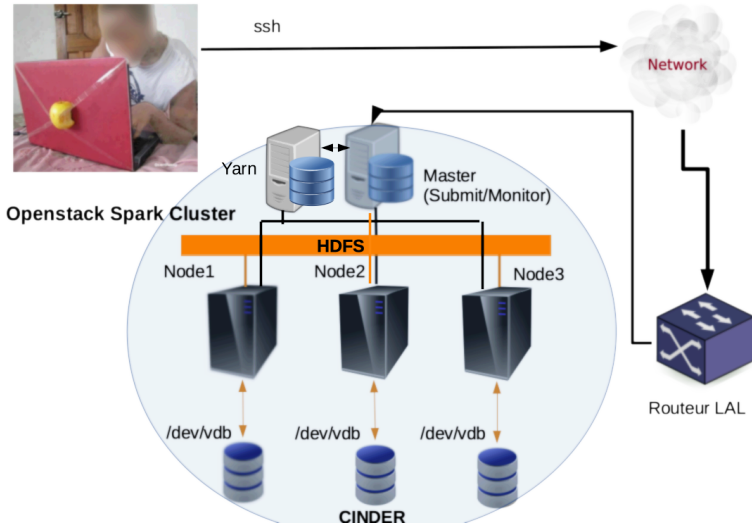 ssh
Network
Yarn
Master
(Submit/Monitor)
Openstack Spark Cluster
HDFS
Node1
Node2
Node3
Routeur LAL
/dev/vdb
/dev/vdb
/dev/vdb
CINDER